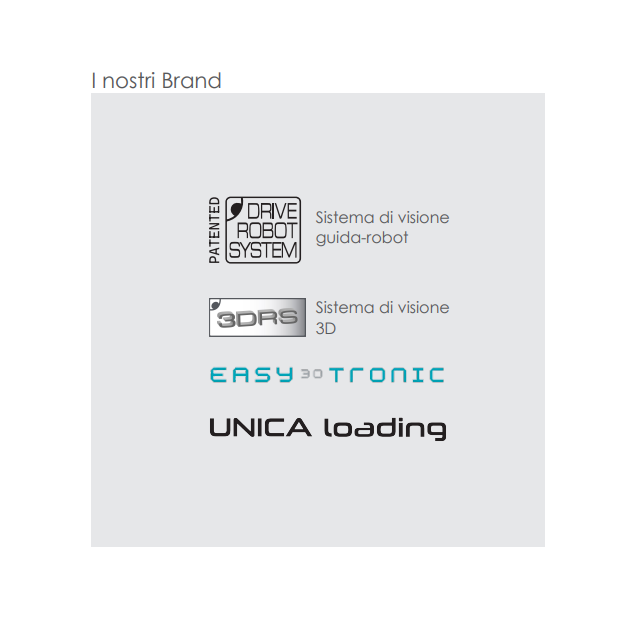 I nostri Brand
PATENTED
DRIVE
ROBOT
SYSTEM
Sistema di visione
guida-robot
3DRS
Sistema di visione
3D
EASY 30 TRONIC
UNICA loading